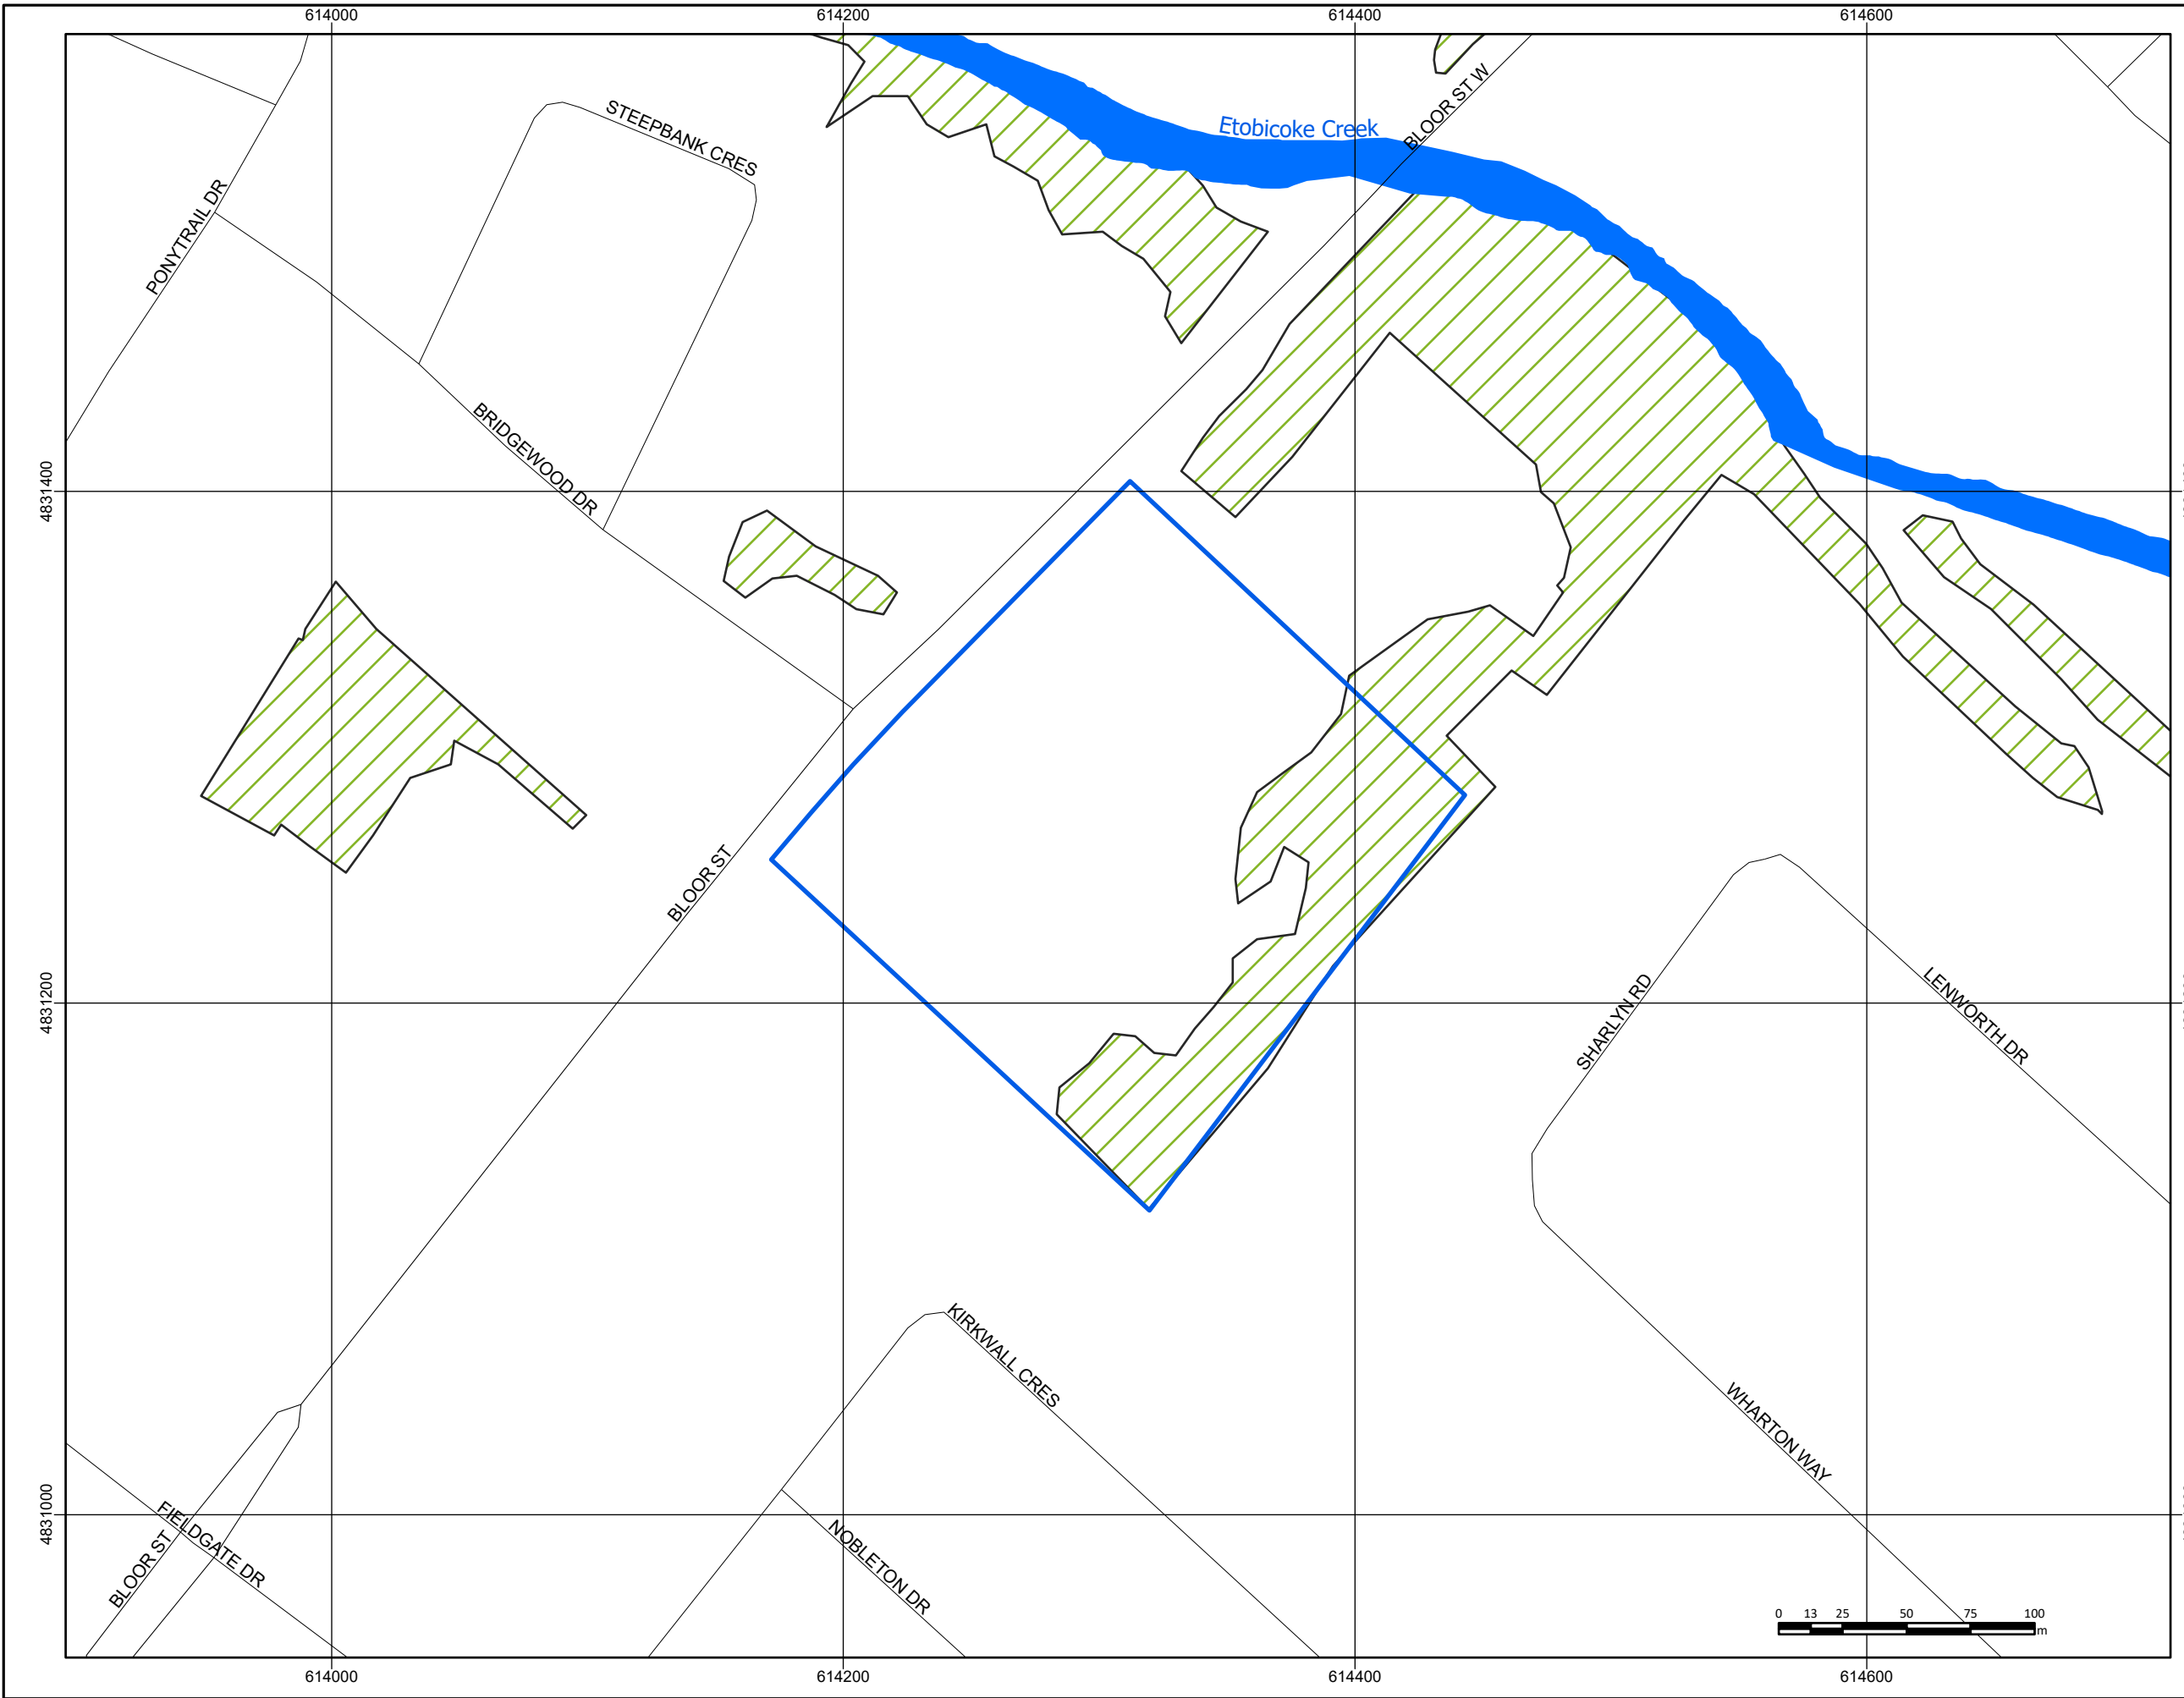 614000
614200
614400
614600
STEEPBANK CRES
BLOOR ST W
Etobicoke Creek
PONYTRAIL DR
BRIDGEWOOD DR
4831400
BLOOR ST
4831200
SHARLYN RD
LENWORTH DR
KIRKWALL CRES
WHARTON WAY
4831000
FIELDGATE DR
BLOOR ST
NOBLETON DR
0 13 25 50 75 100
m
614000
614200
614400
614600